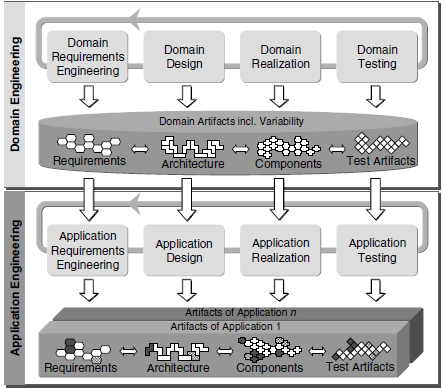 Domain Engineering
Domain
Requirements
Engineering
Domain
Design
Domain
Realization
Domain
Testing
Domain Artifacts incl. Variability
Requirements
Architecture
Components
Test Artifacts
Application Engineering
Application
Requirements
Engineering
Application
Design
Application
Realization
Application
Testing
Artifacts of Application n
Artifacts of Application 1
Requirements
Architecture
Components
Test Artifacts